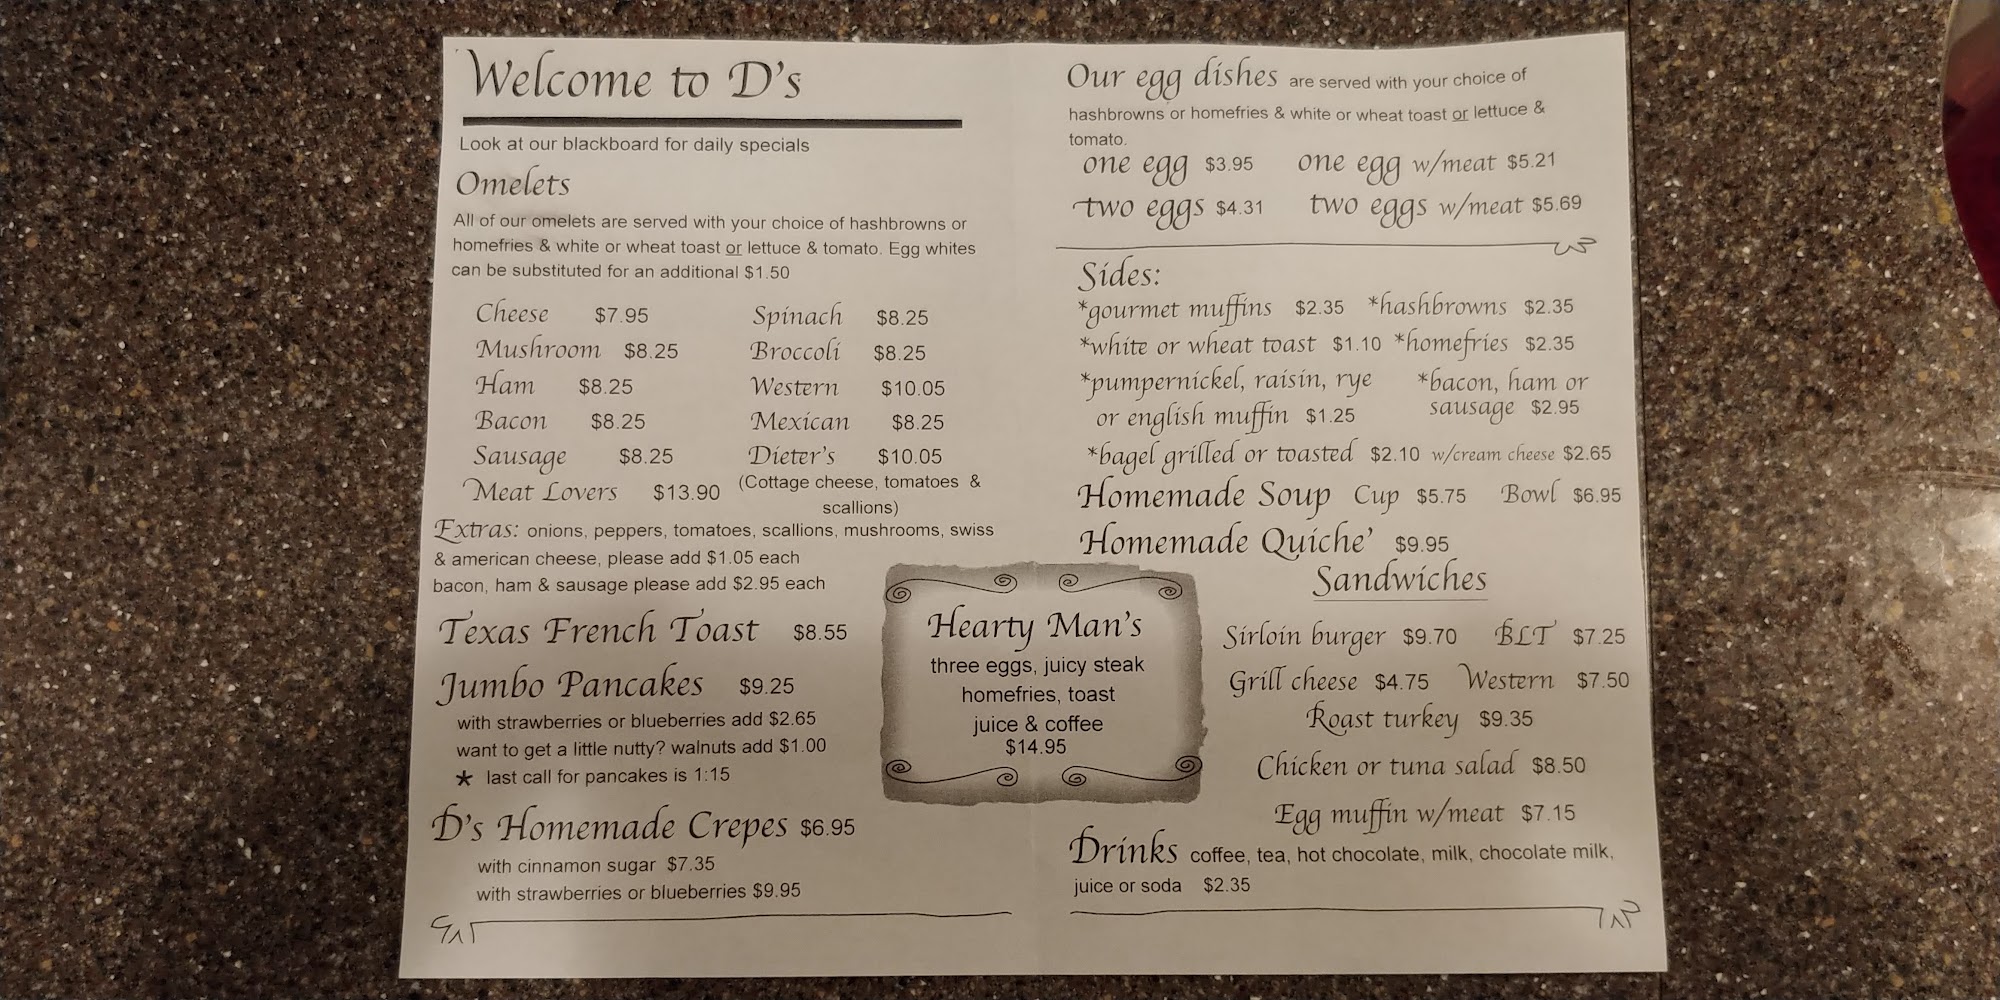 Welcome to D's
Look at our blackboard for daily specials
Omelets
All of our omelets are served with your choice of hashbrowns or
homefries & white or wheat toast or lettuce & tomato. Egg whites
can be substituted for an additional $1.50
Cheese $7.95 Spinach $8.25
Mushroom $8.25 Broccoli $8.25
Ham $8.25 Western $10.05
Bacon $8.25 Mexican $8.25
Sausage $8.25 Dieter's $10.05
Meat Lovers $13.90 (Cottage cheese, tomatoes &
scallions)
Extras: onions, peppers, tomatoes, scallions, mushrooms, swiss
& american cheese, please add $1.05 each
bacon, ham & sausage please add $2.95 each
Texas French Toast $8.55
Jumbo Pancakes $9.25
with strawberries or blueberries add $2.65
want to get a little nutty? walnuts add $1.00
* last call for pancakes is 1:15
D's Homemade Crepes $6.95
with cinnamon sugar $7.35
with strawberries or blueberries $9.95
Hearty Man's
three eggs, juicy steak
homefries, toast
juice & coffee
$14.95
Our egg dishes are served with your choice of
hashbrowns or homefries & white or wheat toast or lettuce &
tomato.
one egg $3.95 one egg w/meat $5.21
two eggs $4.31 two eggs w/meat $5.69
Sides:
*gourmet muffins $2.35 *hashbrowns $2.35
*white or wheat toast $1.10 *homefries $2.35
*pumpernickel, raisin, rye *bacon, ham or
or english muffin $1.25 sausage $2.95
*bagel grilled or toasted $2.10 w/cream cheese $2.65
Homemade Soup Cup $5.75 Bowl $6.95
Homemade Quiche' $9.95
Sandwiches
Sirloin burger $9.70 BLT $7.25
Grill cheese $4.75 Western $7.50
Roast turkey $9.35
Chicken or tuna salad $8.50
Egg muffin w/meat $7.15
Drinks coffee, tea, hot chocolate, milk, chocolate milk,
juice or soda $2.35